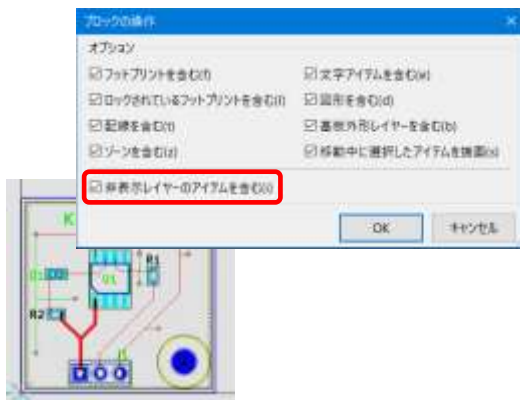 ブロックの操作
オプション
フットプリントを含む(f)
文字アイテムを含む(w)
ロックされているフットプリントを含む(l)
図形を含む(d)
配線を含む(t)
基板外形レイヤーを含む(b)
ゾーンを含む(z)
移動中に選択したアイテムを描画(s)
非表示レイヤーのアイテムを含む(i)
OK
キャンセル
K
R1
U1
R2
J1